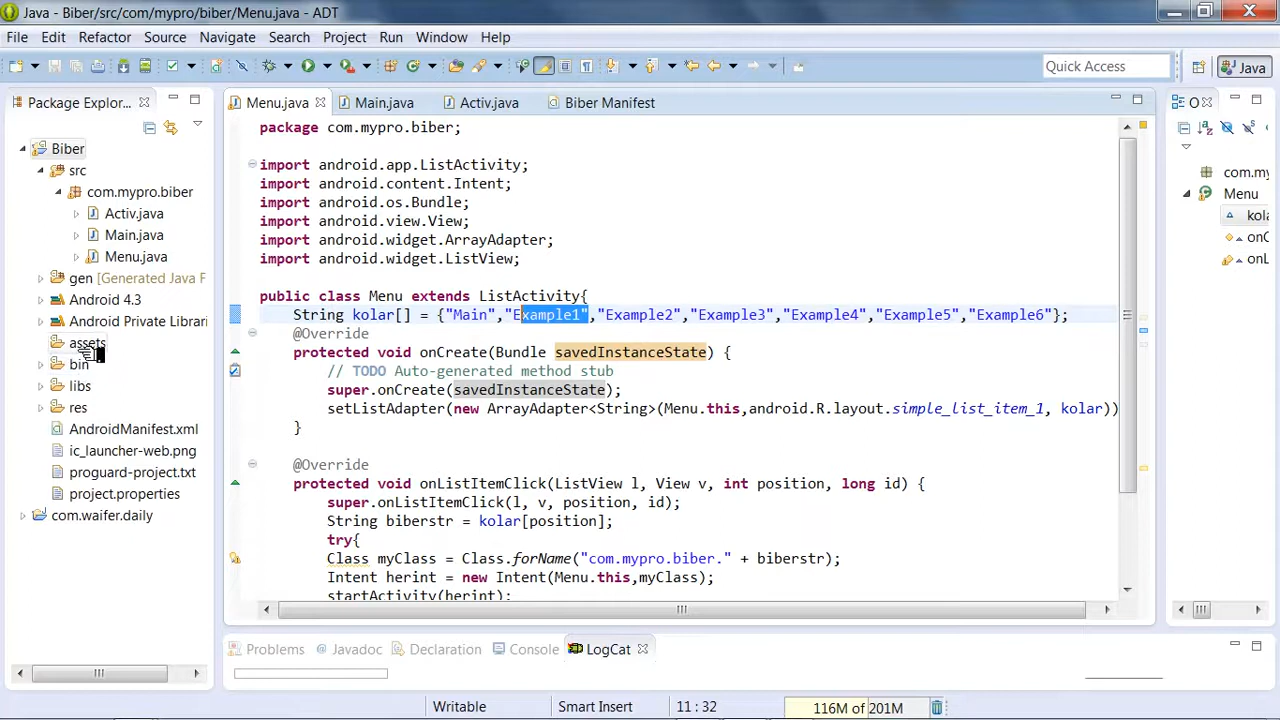 Java - Biber/src/com/mypro/biber/Menu.java - ADT
File Edit Refactor Source Navigate Search Project Run Window Help
Quick Access
Java
Package Explor...
Menu.java
Main.java
Activ.java
Biber Manifest
O
Biber
src
com.mypro.biber
Activ.java
Main.java
Menu.java
gen [Generated Java F
Android 4.3
Android Private Librari
assets
bin
libs
res
AndroidManifest.xml
ic_launcher-web.png
proguard-project.txt
project.properties
com.waifer.daily
package com.mypro.biber;
import android.app.ListActivity;
import android.content.Intent;
import android.os.Bundle;
import android.view.View;
import android.widget.ArrayAdapter;
import android.widget.ListView;
public class Menu extends ListActivity{
String kolar[] = {"Main","Example1","Example2","Example3","Example4","Example5","Example6"};
@Override
protected void onCreate(Bundle savedInstanceState) {
// TODO Auto-generated method stub
super.onCreate(savedInstanceState);
setListAdapter(new ArrayAdapter<String>(Menu.this,android.R.layout.simple_list_item_1, kolar))
}
@Override
protected void onListItemClick(ListView l, View v, int position, long id) {
super.onListItemClick(l, v, position, id);
String biberstr = kolar[position];
try{
Class myClass = Class.forName("com.mypro.biber." + biberstr);
Intent herint = new Intent(Menu.this,myClass);
startActivity(herint);
com.my
Menu
kola
onC
onL
Problems
Javadoc
Declaration
Console
LogCat
Writable
Smart Insert
11 : 32
116M of 201M